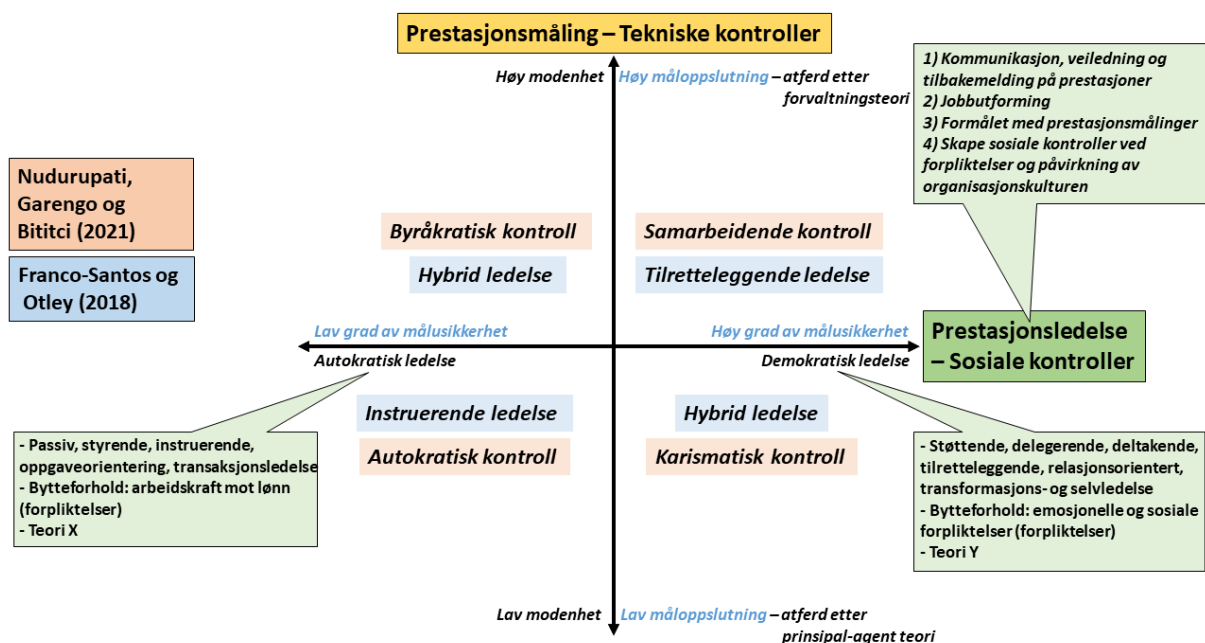 Prestasjonsmåling – Tekniske kontroller
Høy modenhet
Høy måloppslutning – atferd etter
forvaltningsteori
1) Kommunikasjon, veiledning og
tilbakemelding på prestasjoner
2) Jobbutforming
3) Formålet med prestasjonsmålinger
4) Skape sosiale kontroller ved
forpliktelser og påvirkning av
organisasjonskulturen
Nudurupati,
Garengo og
Bititci (2021)
Franco-Santos og
Otley (2018)
Byråkratisk kontroll
Hybrid ledelse
Samarbeidende kontroll
Tilretteleggende ledelse
Lav grad av målusikkerhet
Autokratisk ledelse
Høy grad av målusikkerhet
Demokratisk ledelse
Prestasjonsledelse
– Sosiale kontroller
Instruerende ledelse
Autokratisk kontroll
Hybrid ledelse
Karismatisk kontroll
- Passiv, styrende, instruerende,
oppgaveorientering, transaksjonsledelse
- Bytteforhold: arbeidskraft mot lønn
(forpliktelser)
- Teori X
- Støttende, delegerende, deltakende,
tilretteleggende, relasjonsorientert,
transformasjons- og selvledelse
- Bytteforhold: emosjonelle og sosiale
forpliktelser (forpliktelser)
- Teori Y
Lav modenhet
Lav måloppslutning – atferd etter
prinsipal-agent teori